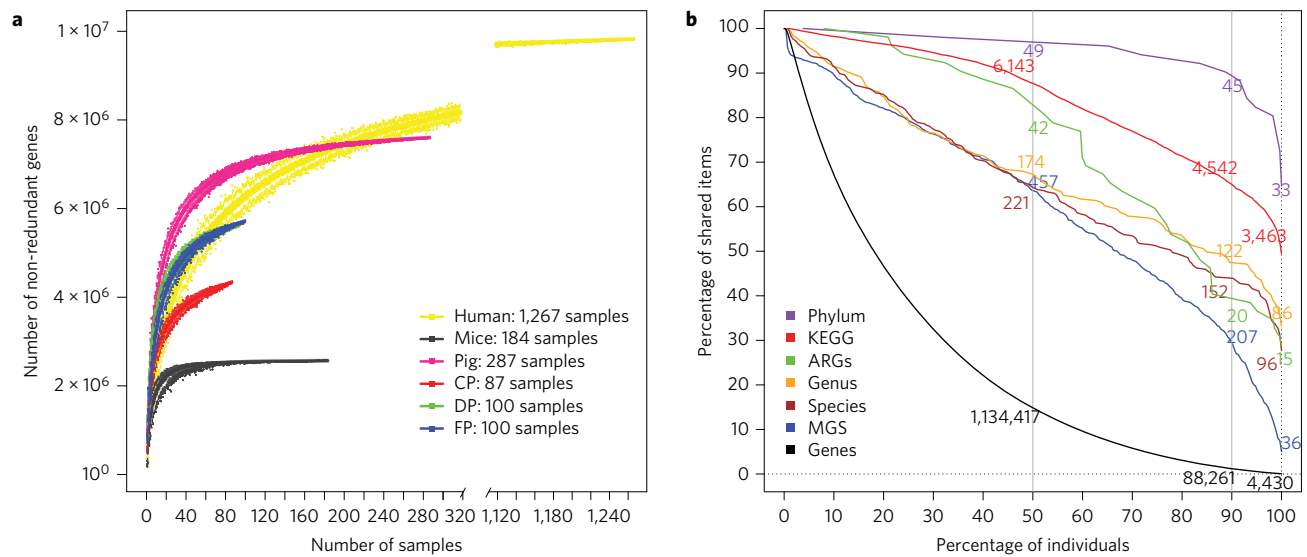 a
Number of non-redundant genes
1 × 10⁷
8 × 10⁶
6 × 10⁶
4 × 10⁶
2 × 10⁶
10⁰
Human: 1,267 samples
Mice: 184 samples
Pig: 287 samples
CP: 87 samples
DP: 100 samples
FP: 100 samples
0 40 80 120 160 200 240 280 320 1,120 1,180 1,240
Number of samples
b
Percentage of shared items
100
90
80
70
60
50
40
30
20
10
0
49
6,143
45
42
174
457
4,542
33
221
3,463
122
152
86
20
207
15
96
36
1,134,417
88,261
4,430
Phylum
KEGG
ARGs
Genus
Species
MGS
Genes
0 10 20 30 40 50 60 70 80 90 100
Percentage of individuals